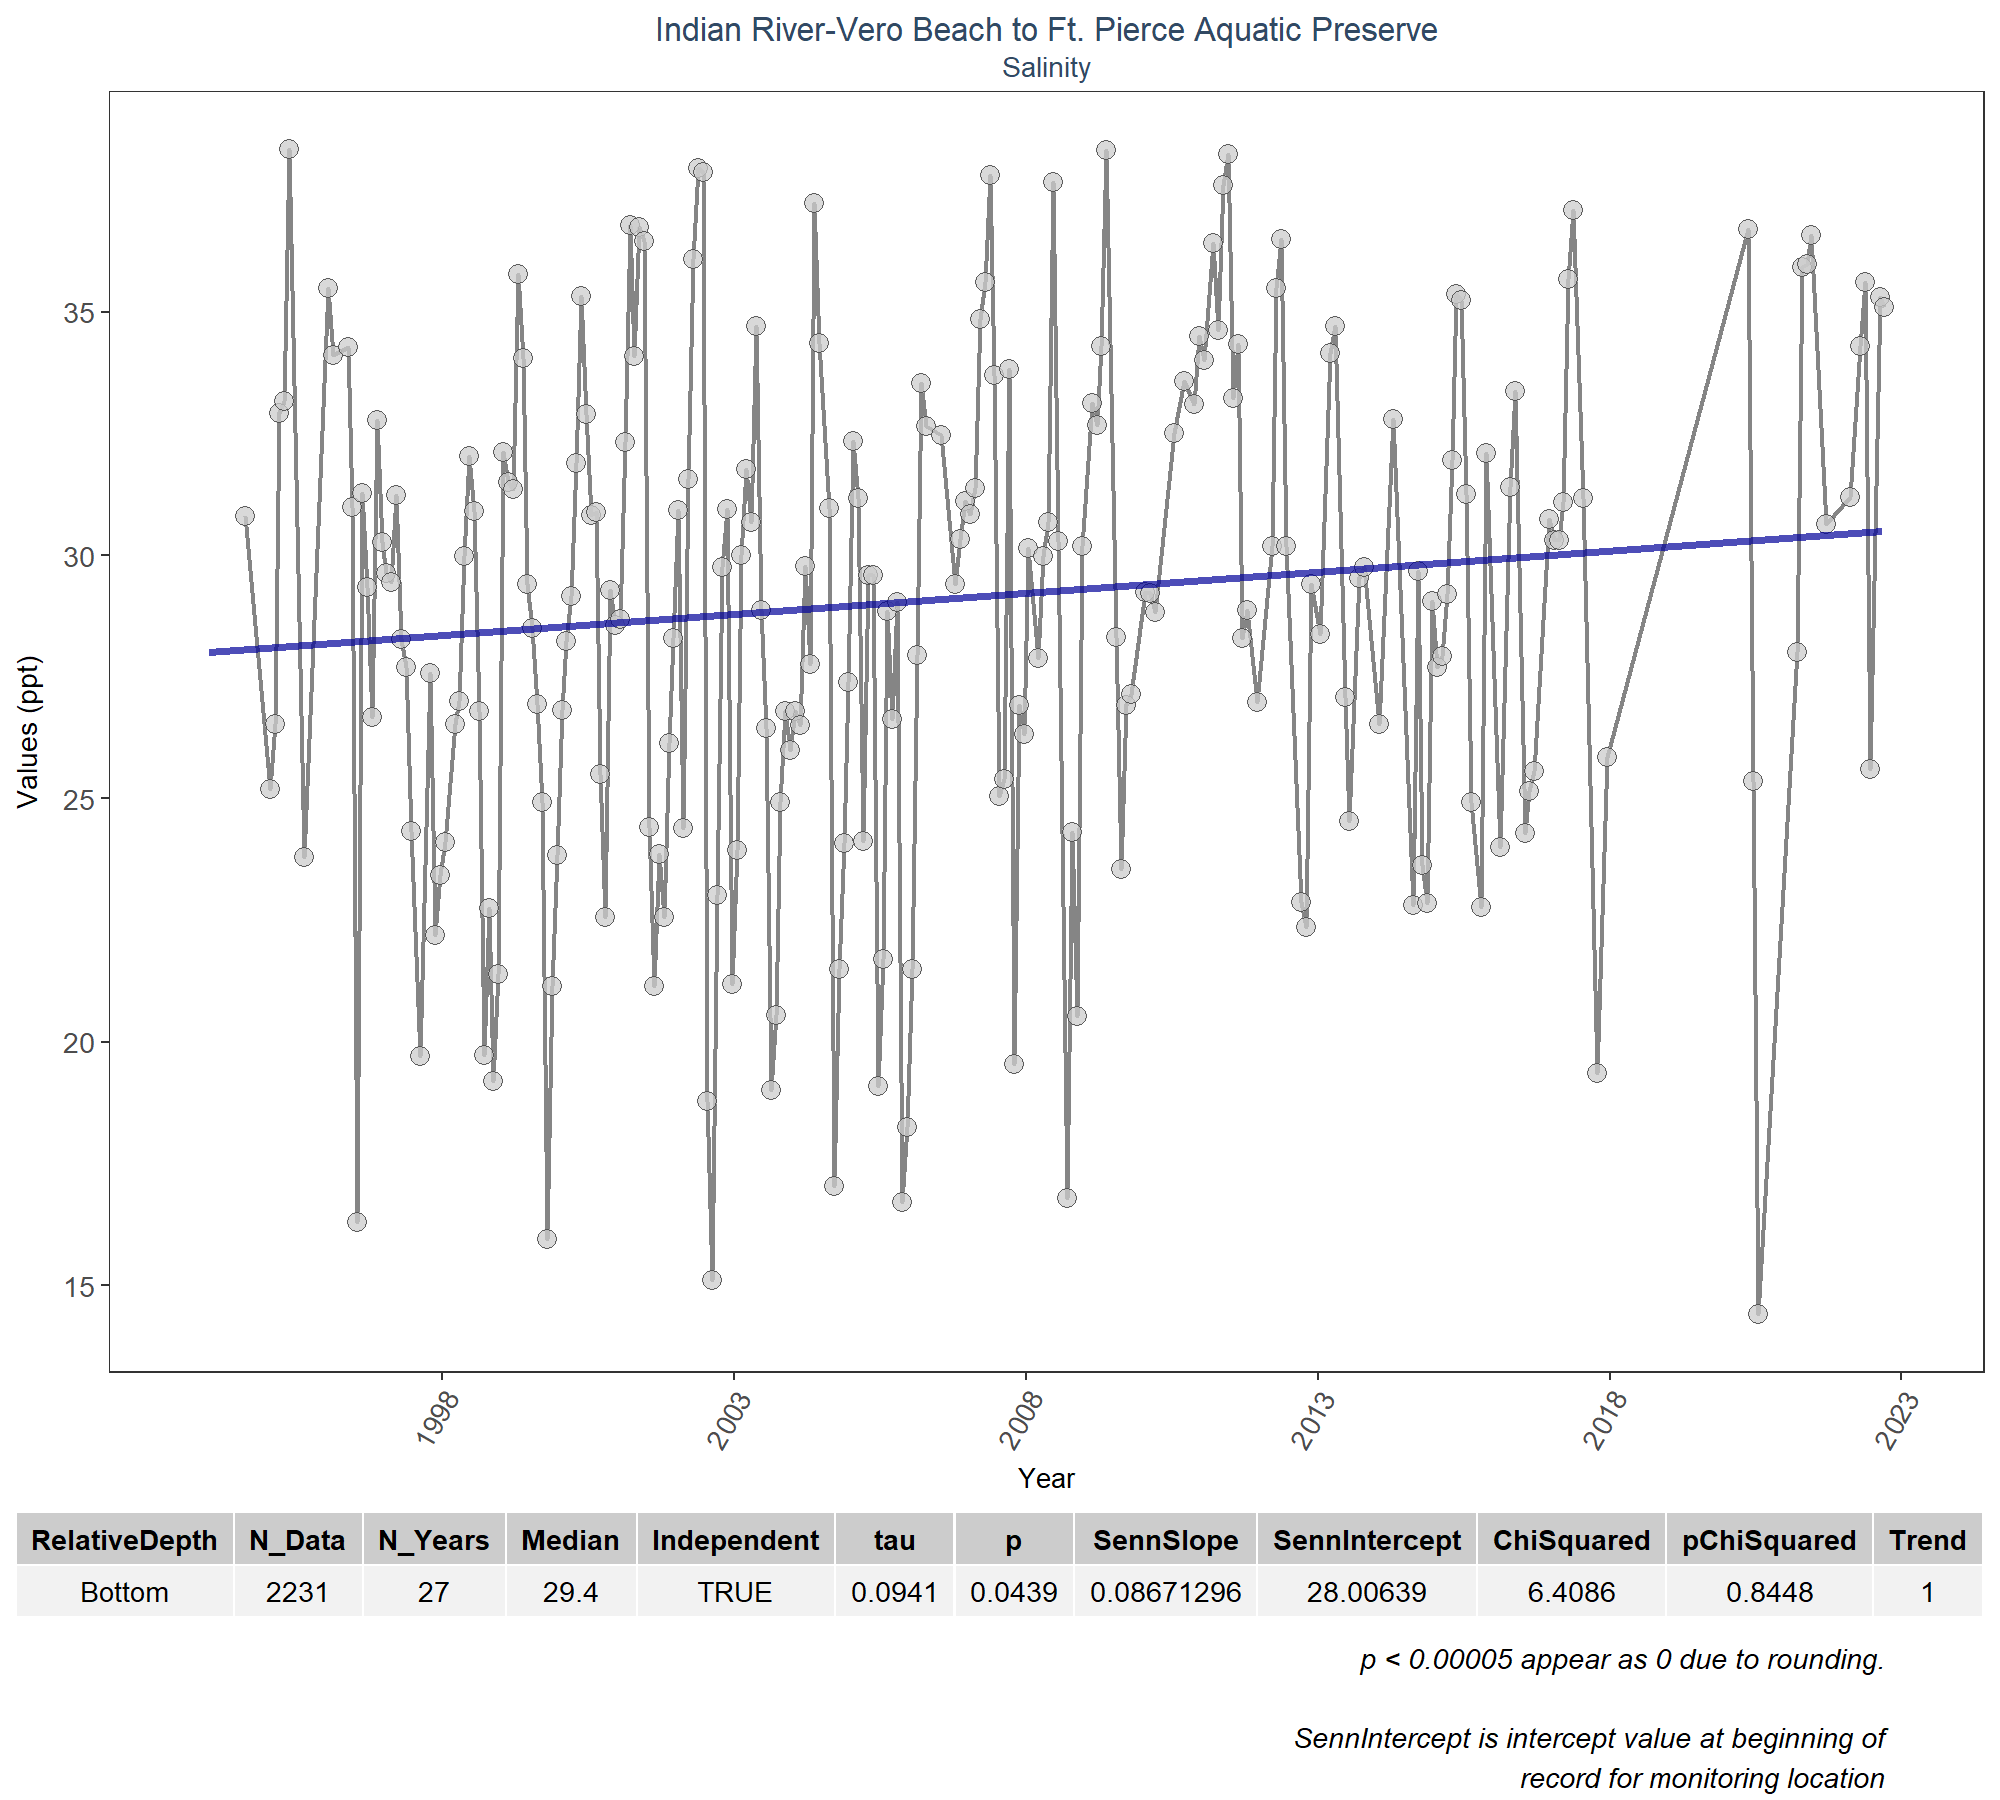 Indian River-Vero Beach to Ft. Pierce Aquatic Preserve
Salinity
Values (ppt)
35
30
25
20
15
1998
2003
2008
2013
2018
2023
Year
RelativeDepth N_Data N_Years Median Independent tau p SennSlope SennIntercept ChiSquared pChiSquared Trend
Bottom 2231 27 29.4 TRUE 0.0941 0.0439 0.08671296 28.00639 6.4086 0.8448 1
p < 0.00005 appear as 0 due to rounding.
SennIntercept is intercept value at beginning of
record for monitoring location